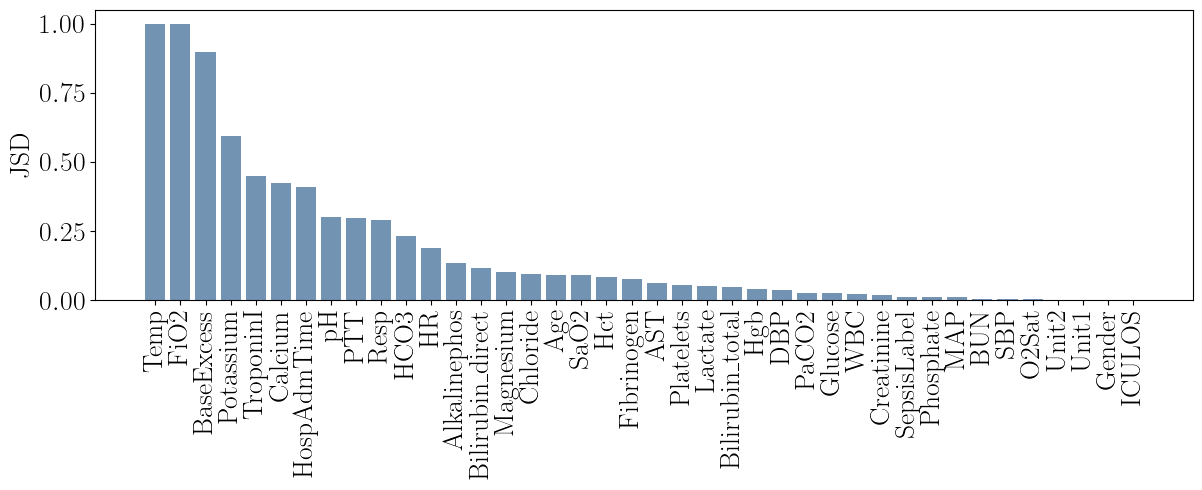 1.00
0.75
0.50
0.25
0.00
JSD
Temp
FiO2
BaseExcess
Potassium
TroponinI
Calcium
HospAdmTime
pH
PTT
Resp
HCO3
HR
Alkalinephos
Bilirubin_direct
Magnesium
Chloride
Age
SaO2
Hct
Fibrinogen
AST
Platelets
Lactate
Bilirubin_total
Hgb
DBP
PaCO2
Glucose
WBC
Creatinine
SepsisLabel
Phosphate
MAP
BUN
SBP
O2Sat
Unit2
Unit1
Gender
ICULOS